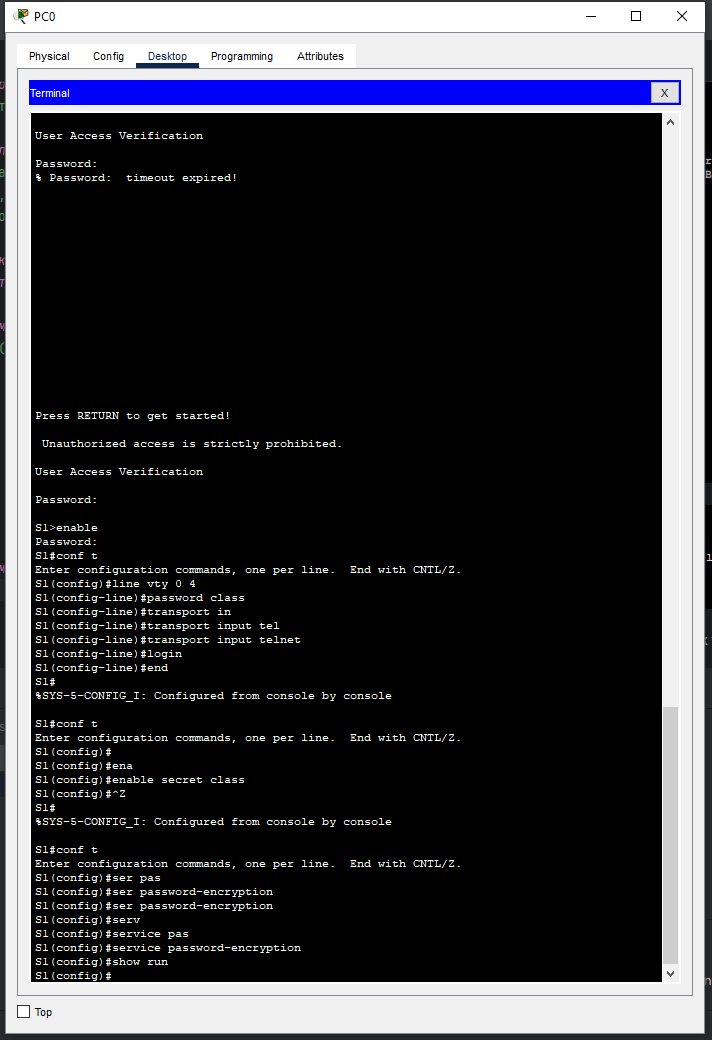 PC0
Physical Config Desktop Programming Attributes
Terminal X
User Access Verification
Password:
% Password:  timeout expired!
Press RETURN to get started!
Unauthorized access is strictly prohibited.
User Access Verification
Password:
S1>enable
Password:
S1#conf t
Enter configuration commands, one per line.  End with CNTL/Z.
S1(config)#line vty 0 4
S1(config-line)#password class
S1(config-line)#transport in
S1(config-line)#transport input tel
S1(config-line)#transport input telnet
S1(config-line)#login
S1(config-line)#end
S1#
%SYS-5-CONFIG_I: Configured from console by console
S1#conf t
Enter configuration commands, one per line.  End with CNTL/Z.
S1(config)#
S1(config)#ena
S1(config)#enable secret class
S1(config)#^Z
S1#
%SYS-5-CONFIG_I: Configured from console by console
S1#conf t
Enter configuration commands, one per line.  End with CNTL/Z.
S1(config)#ser pas
S1(config)#ser password-encryption
S1(config)#ser password-encryption
S1(config)#serv
S1(config)#service pas
S1(config)#service password-encryption
S1(config)#show run
S1(config)#
Top